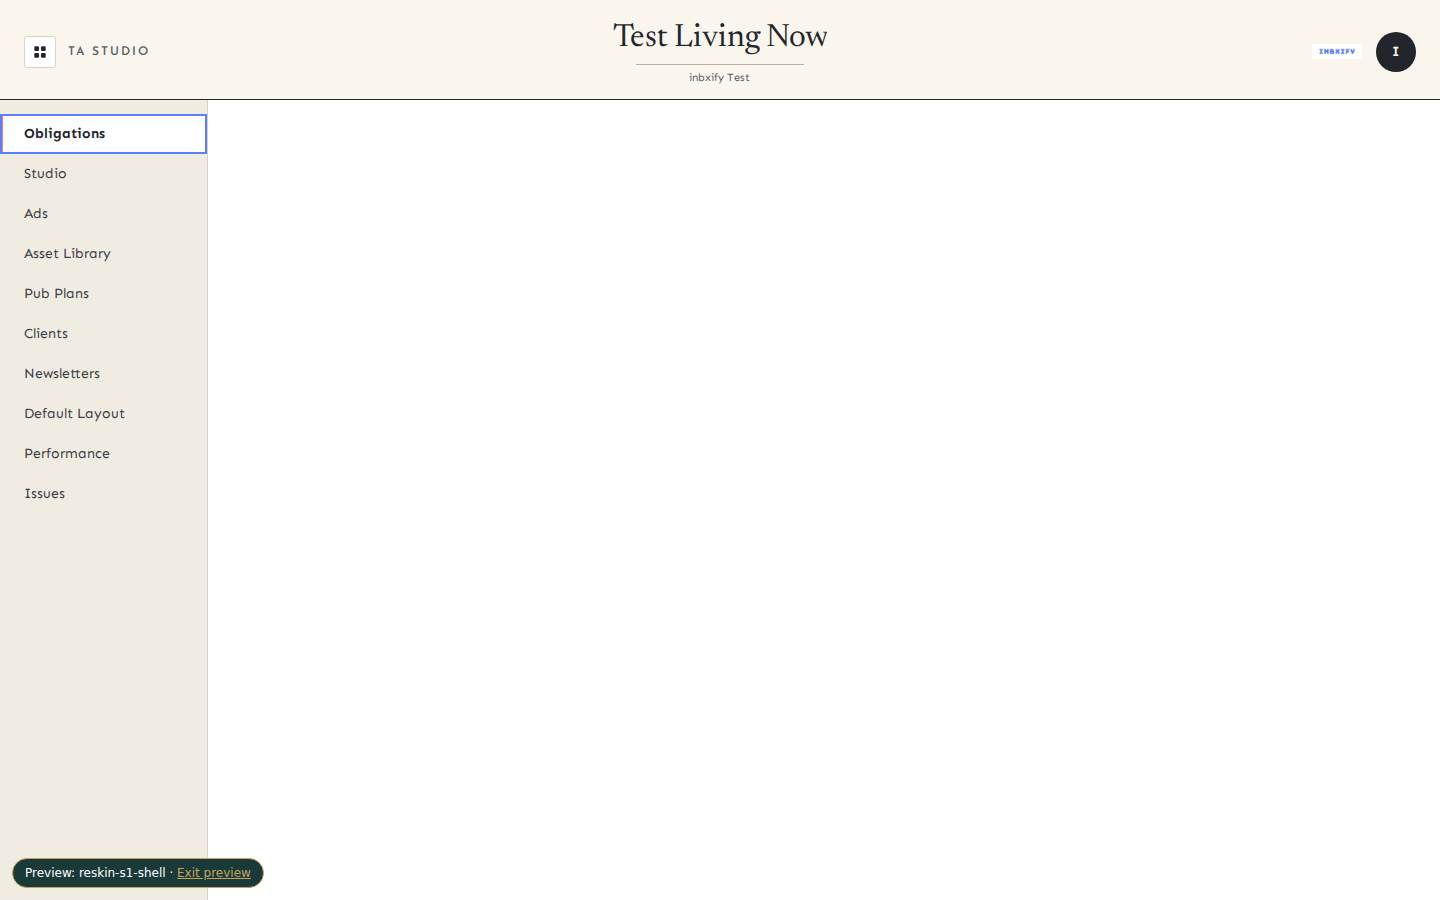 TA STUDIO
Test Living Now
inbxify Test
INBXIFY
I
Obligations
Studio
Ads
Asset Library
Pub Plans
Clients
Newsletters
Default Layout
Performance
Issues
Preview: reskin-s1-shell · Exit preview